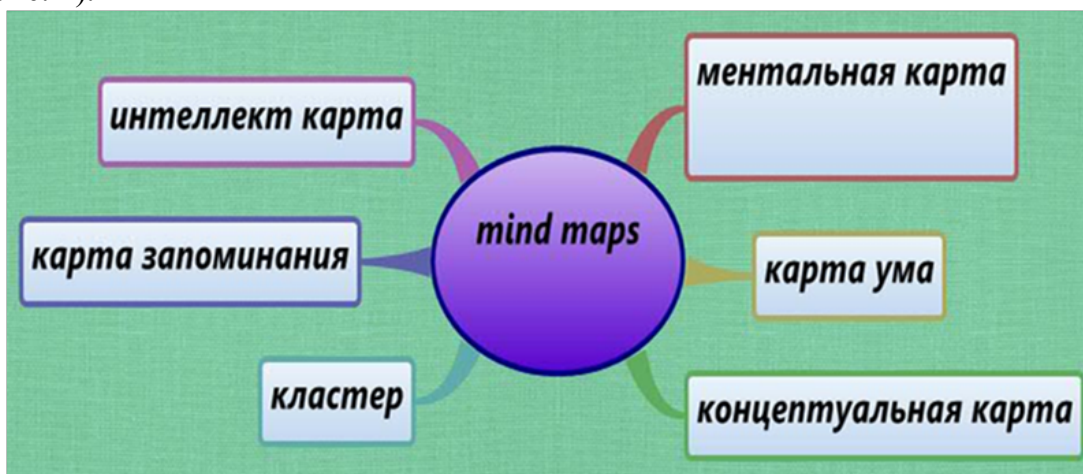 интеллект карта
карта запоминания
кластер
mind maps
ментальная карта
карта ума
концептуальная карта